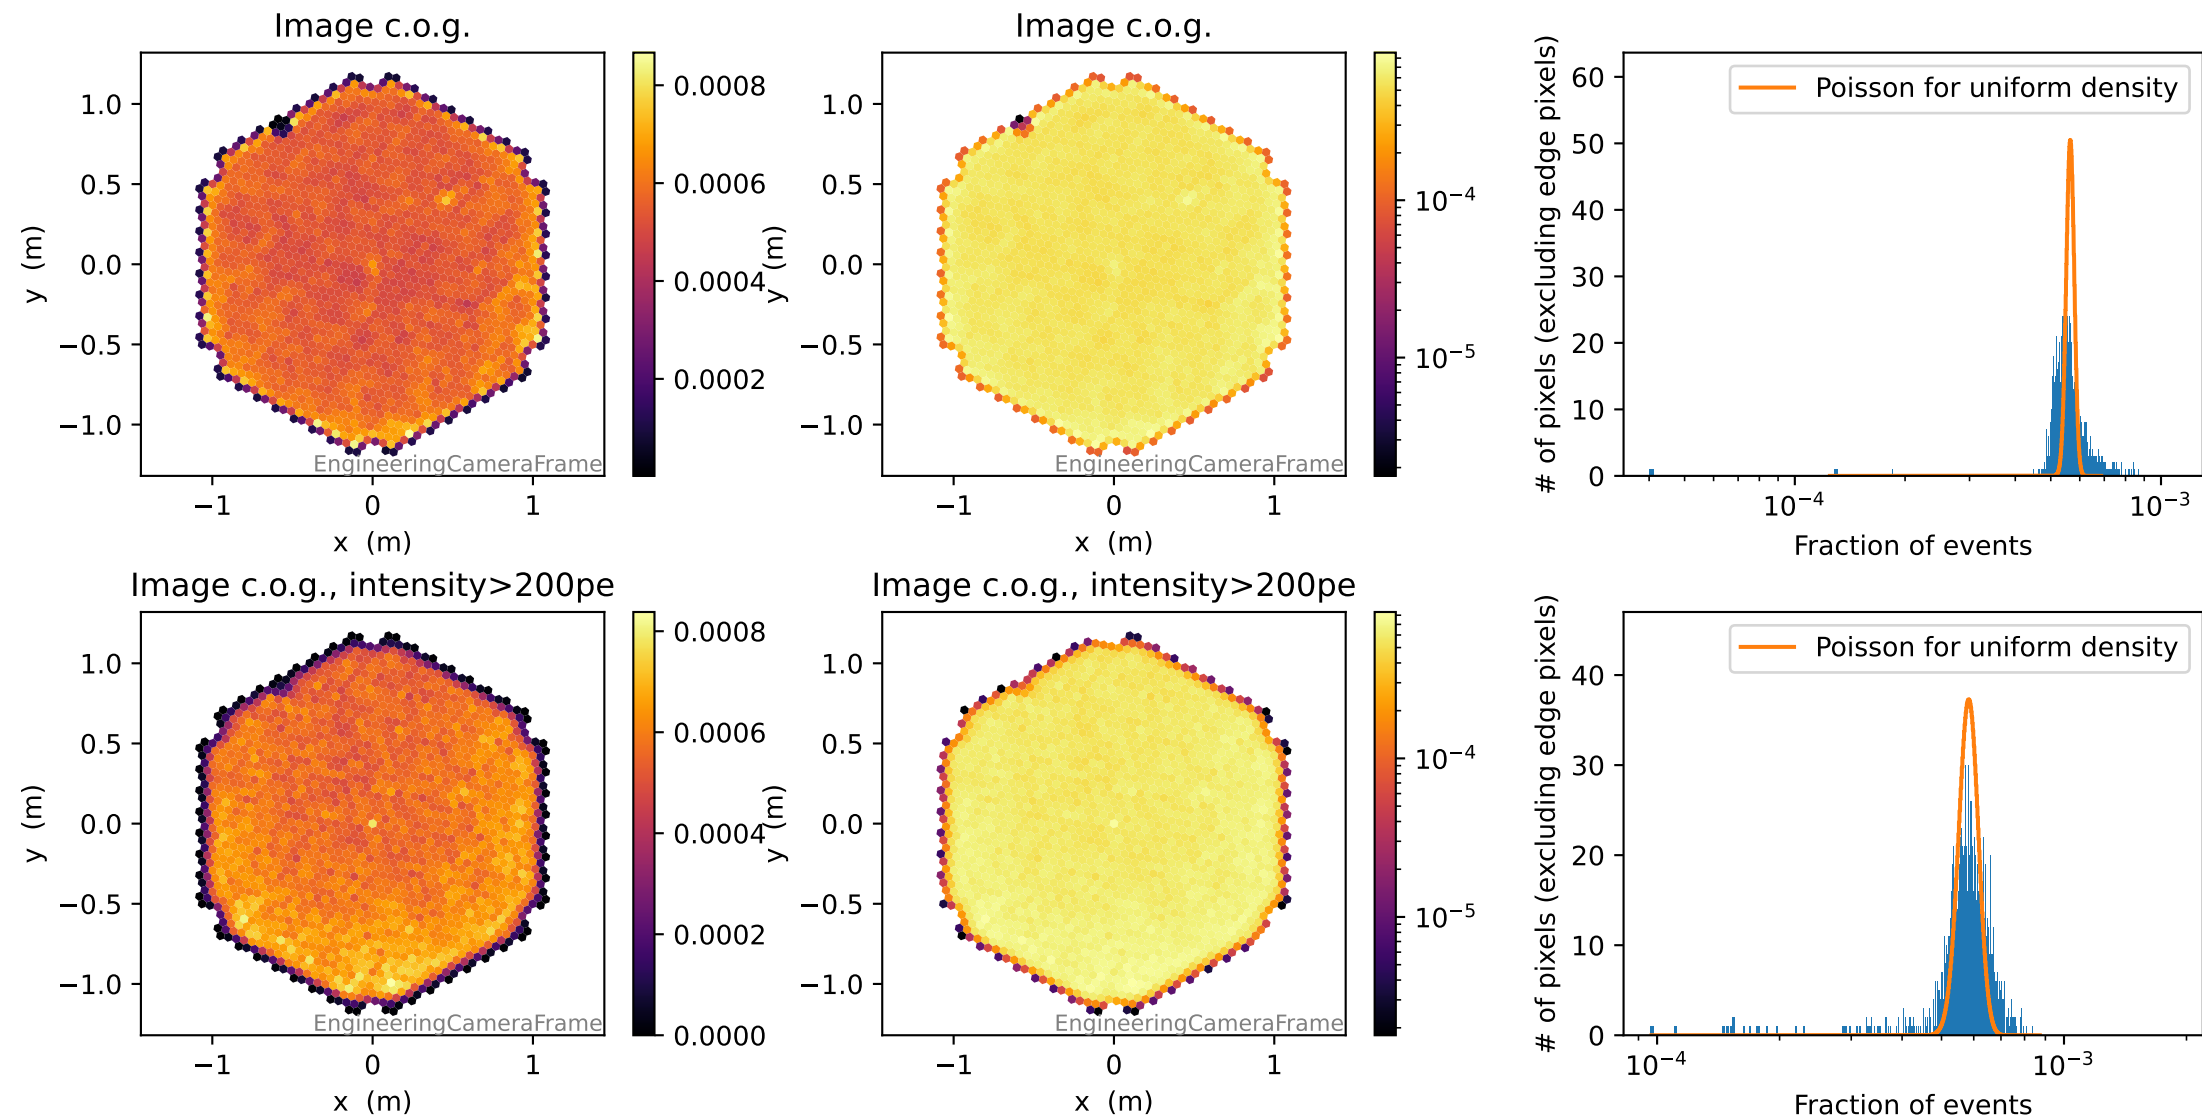 Image c.o.g.
1.0
0.5
0.0
−0.5
−1.0
y (m)
−1
0
1
x (m)
EngineeringCameraFrame
0.0008
0.0006
0.0004
0.0002
Image c.o.g.
1.0
0.5
0.0
−0.5
−1.0
y (m)
−1
0
1
x (m)
EngineeringCameraFrame
10⁻⁴
10⁻⁵
# of pixels (excluding edge pixels)
60
50
40
30
20
10
0
Poisson for uniform density
10⁻⁴
10⁻³
Fraction of events
Image c.o.g., intensity>200pe
1.0
0.5
0.0
−0.5
−1.0
y (m)
−1
0
1
x (m)
EngineeringCameraFrame
0.0008
0.0006
0.0004
0.0002
0.0000
Image c.o.g., intensity>200pe
1.0
0.5
0.0
−0.5
−1.0
y (m)
−1
0
1
x (m)
EngineeringCameraFrame
10⁻⁴
10⁻⁵
# of pixels (excluding edge pixels)
40
30
20
10
0
Poisson for uniform density
10⁻⁴
10⁻³
Fraction of events